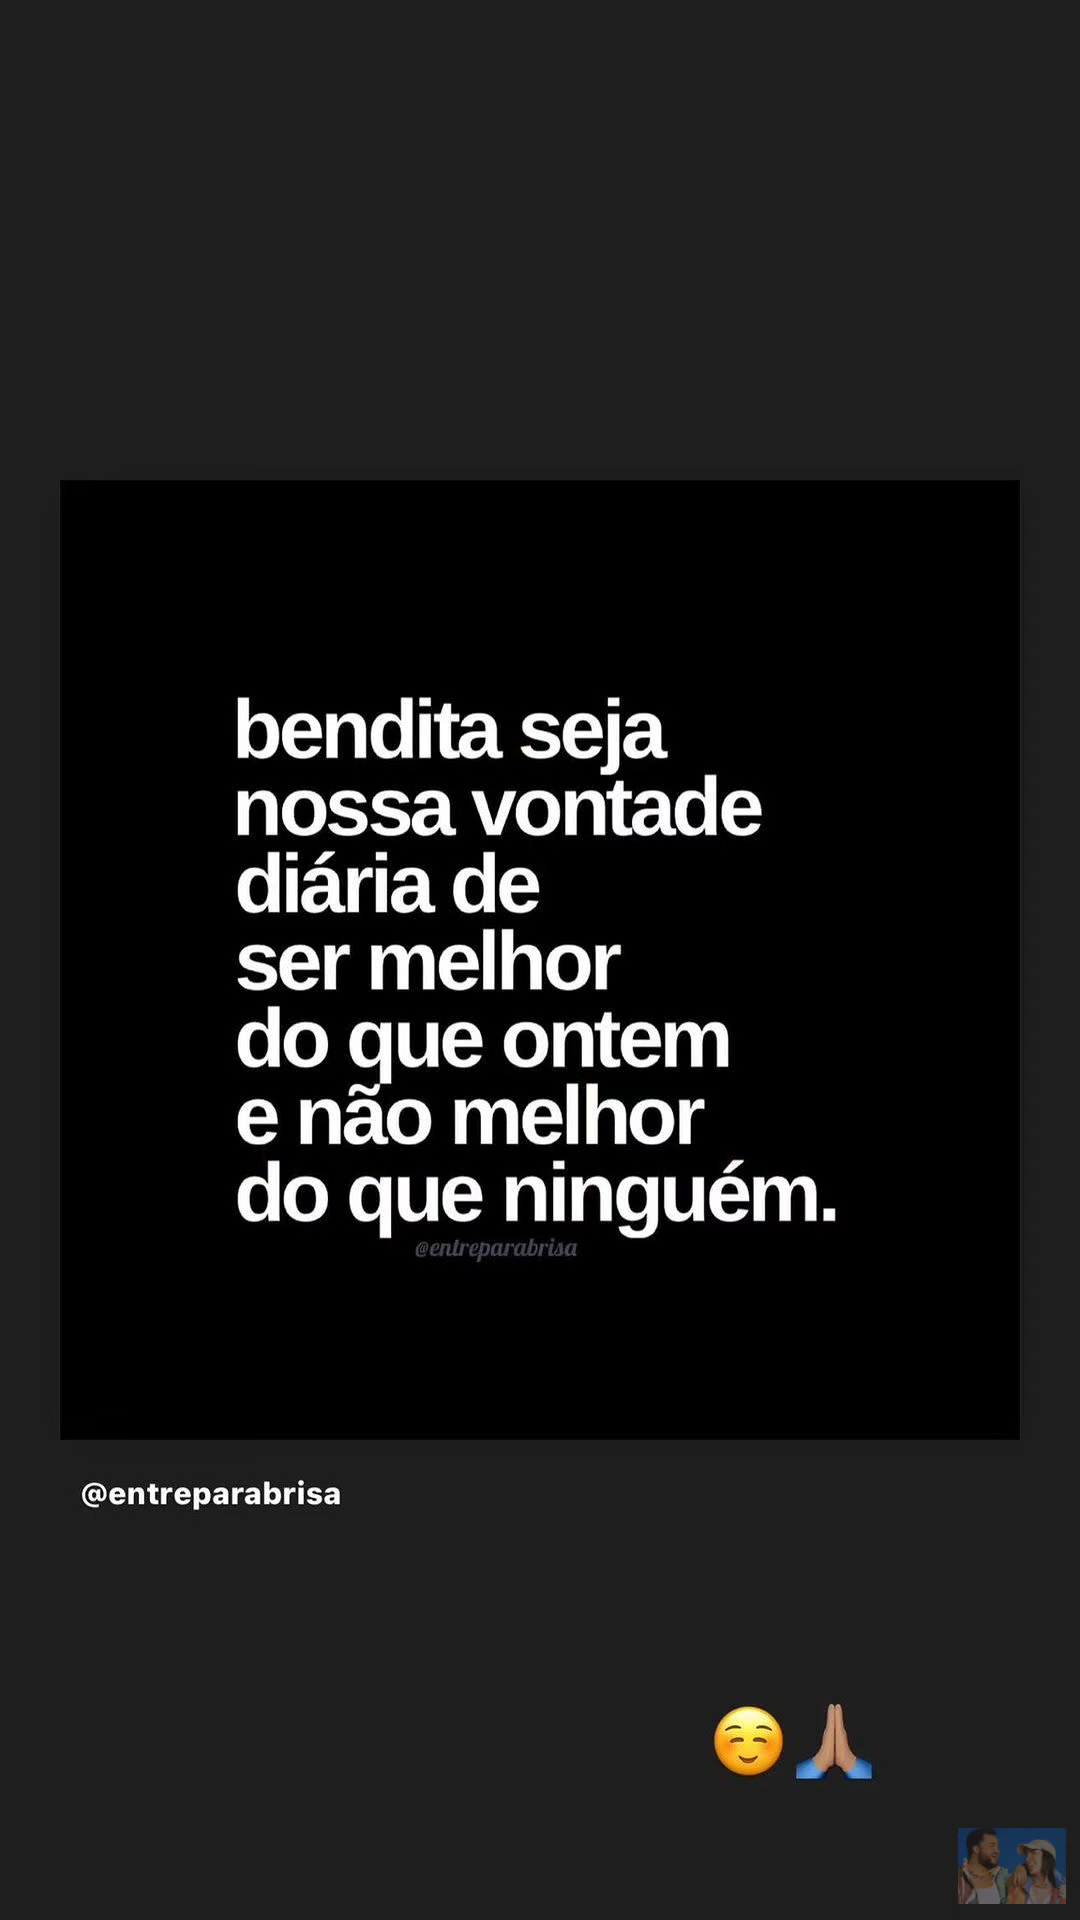 bendita seja
nossa vontade
diária de
ser melhor
do que ontem
e não melhor
do que ninguém.
@entreparabrisa
@entreparabrisa